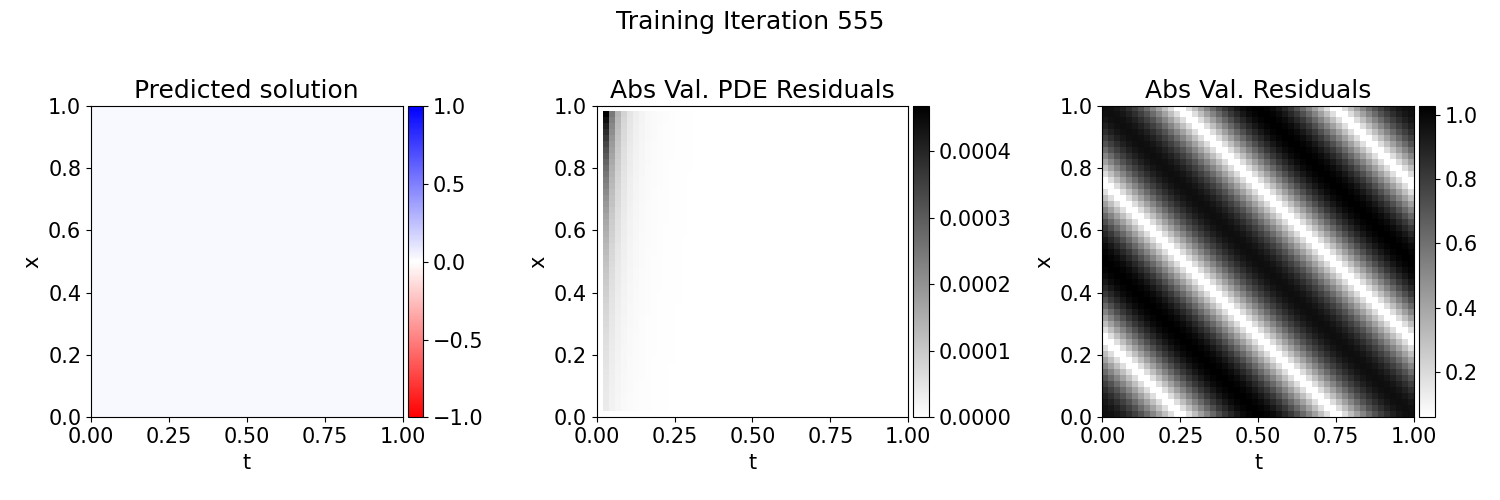 Training Iteration 555
Predicted solution
Abs Val. PDE Residuals
Abs Val. Residuals
1.0
0.8
0.6
0.4
0.2
0.0
x
0.00 0.25 0.50 0.75 1.00
t
1.0
0.5
0.0
−0.5
−1.0
1.0
0.8
0.6
0.4
0.2
0.0
x
0.00 0.25 0.50 0.75 1.00
t
0.0004
0.0003
0.0002
0.0001
0.0000
1.0
0.8
0.6
0.4
0.2
0.0
x
0.00 0.25 0.50 0.75 1.00
t
1.0
0.8
0.6
0.4
0.2